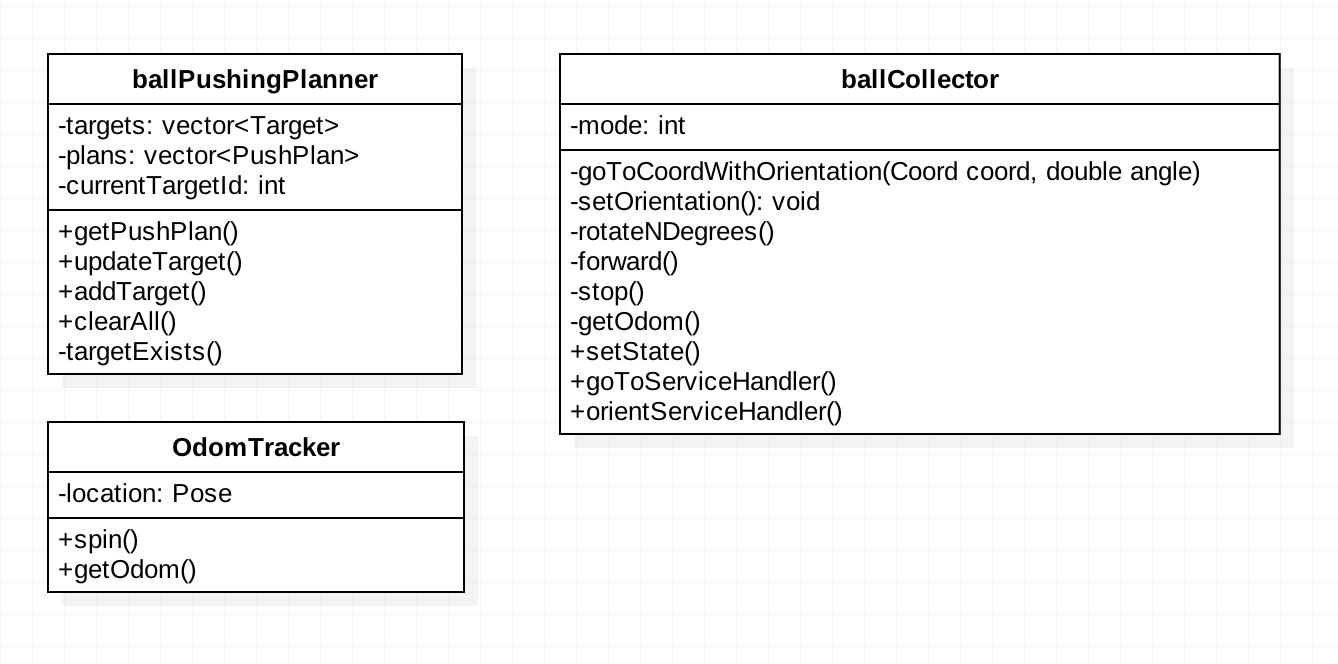 ballPushingPlanner
-targets: vector<Target>
-plans: vector<PushPlan>
-currentTargetId: int
+getPushPlan()
+updateTarget()
+addTarget()
+clearAll()
-targetExists()
ballCollector
-mode: int
-goToCoordWithOrientation(Coord coord, double angle)
-setOrientation(): void
-rotateNDegrees()
-forward()
-stop()
-getOdom()
+setState()
+goToServiceHandler()
+orientServiceHandler()
OdomTracker
-location: Pose
+spin()
+getOdom()